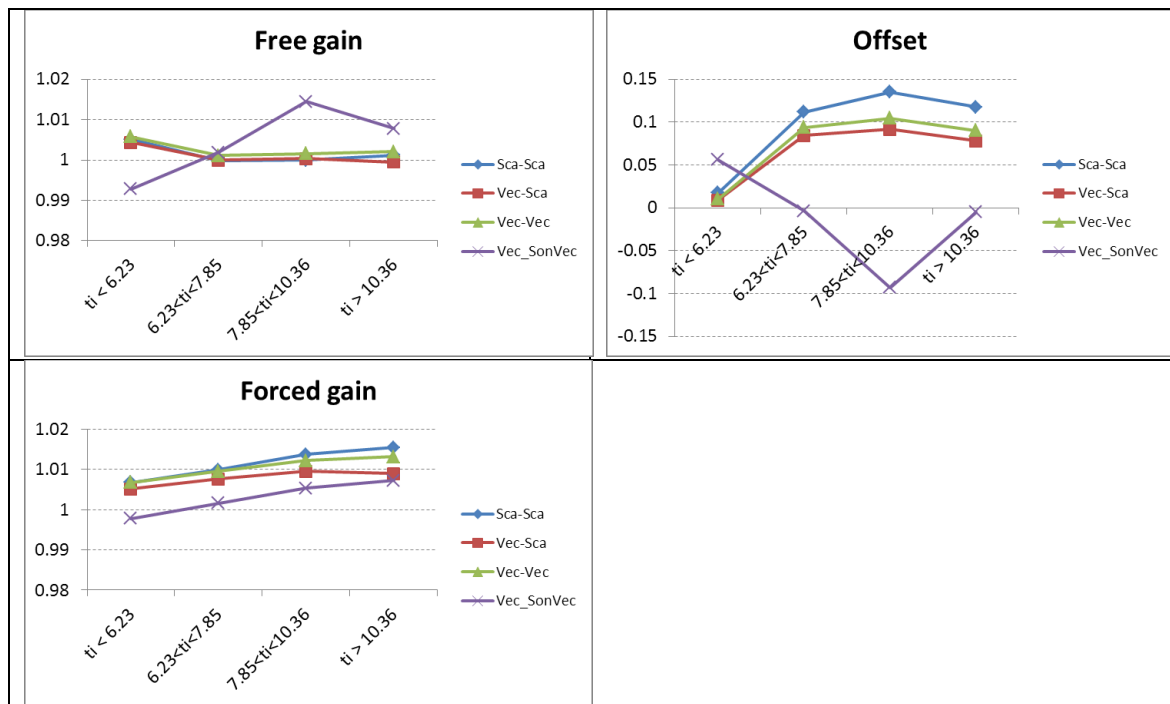 Free gain
1.02
1.01
1
0.99
0.98
ti < 6.23
6.23<ti<7.85
7.85<ti<10.36
ti > 10.36
Sca-Sca
Vec-Sca
Vec-Vec
Vec_SonVec
Offset
0.15
0.1
0.05
0
-0.05
-0.1
-0.15
ti < 6.23
6.23<ti<7.85
7.85<ti<10.36
ti > 10.36
Sca-Sca
Vec-Sca
Vec-Vec
Vec_SonVec
Forced gain
1.02
1.01
1
0.99
0.98
ti < 6.23
6.23<ti<7.85
7.85<ti<10.36
ti > 10.36
Sca-Sca
Vec-Sca
Vec-Vec
Vec_SonVec